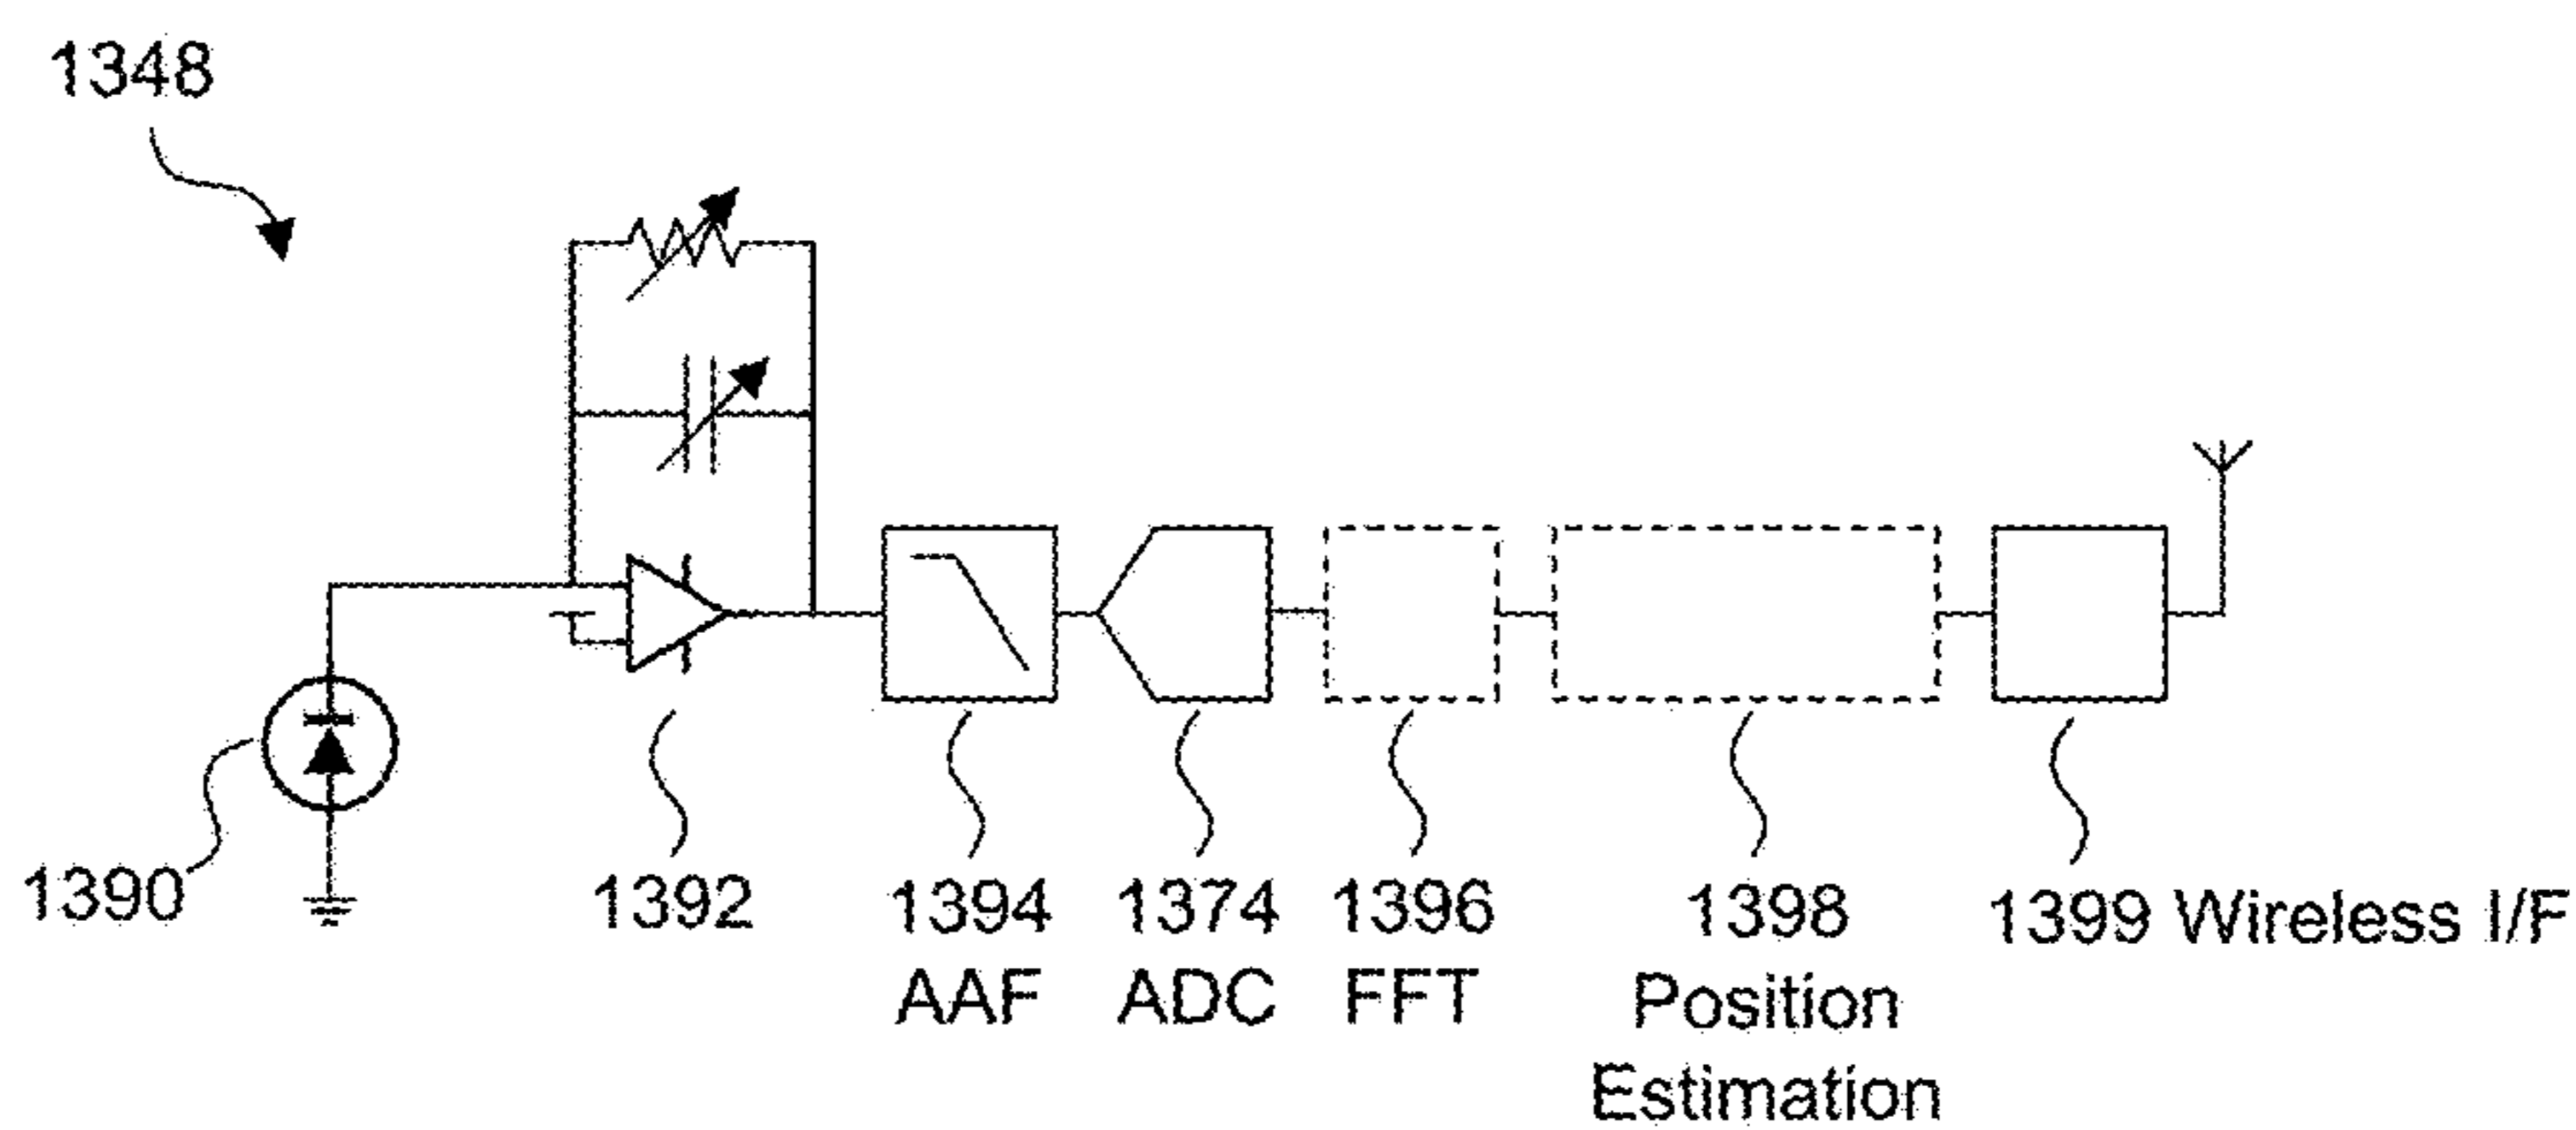 1348
1390
1392
1394
AAF
1374
ADC
1396
FFT
1398
Position
Estimation
1399 Wireless I/F